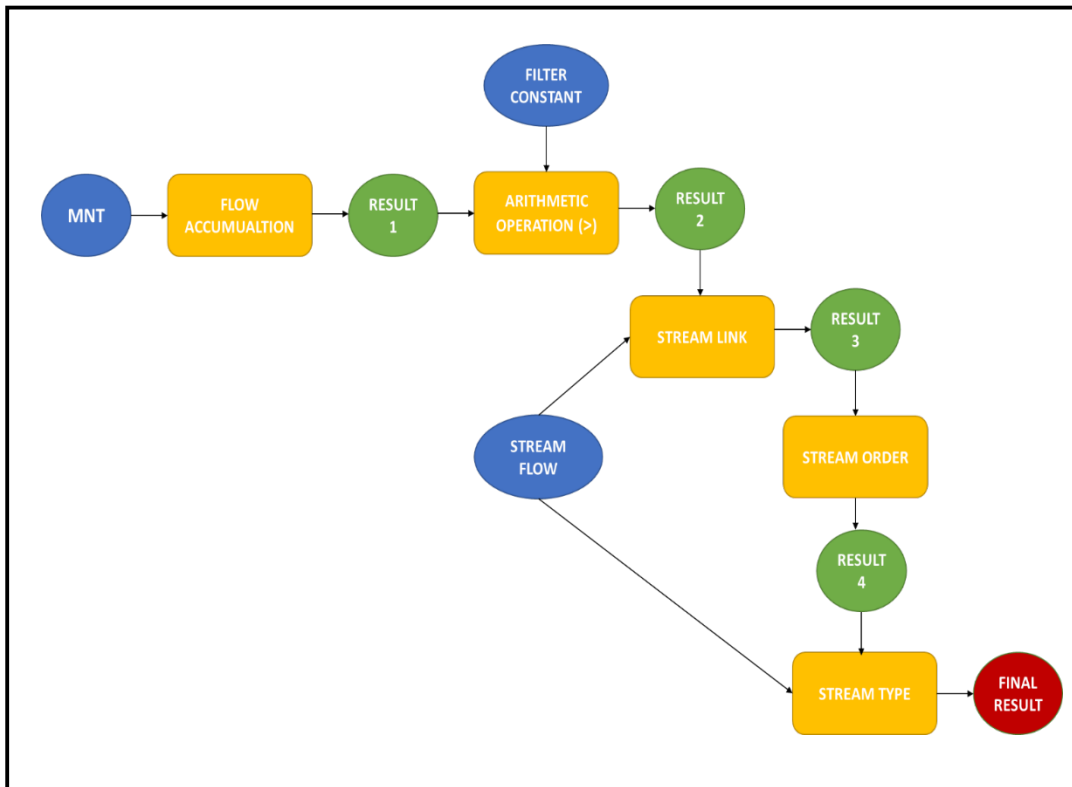 FILTER
CONSTANT
MNT
FLOW
ACCUMUALTION
RESULT
1
ARITHMETIC
OPERATION (>)
RESULT
2
STREAM LINK
RESULT
3
STREAM FLOW
STREAM ORDER
RESULT
4
STREAM TYPE
FINAL
RESULT